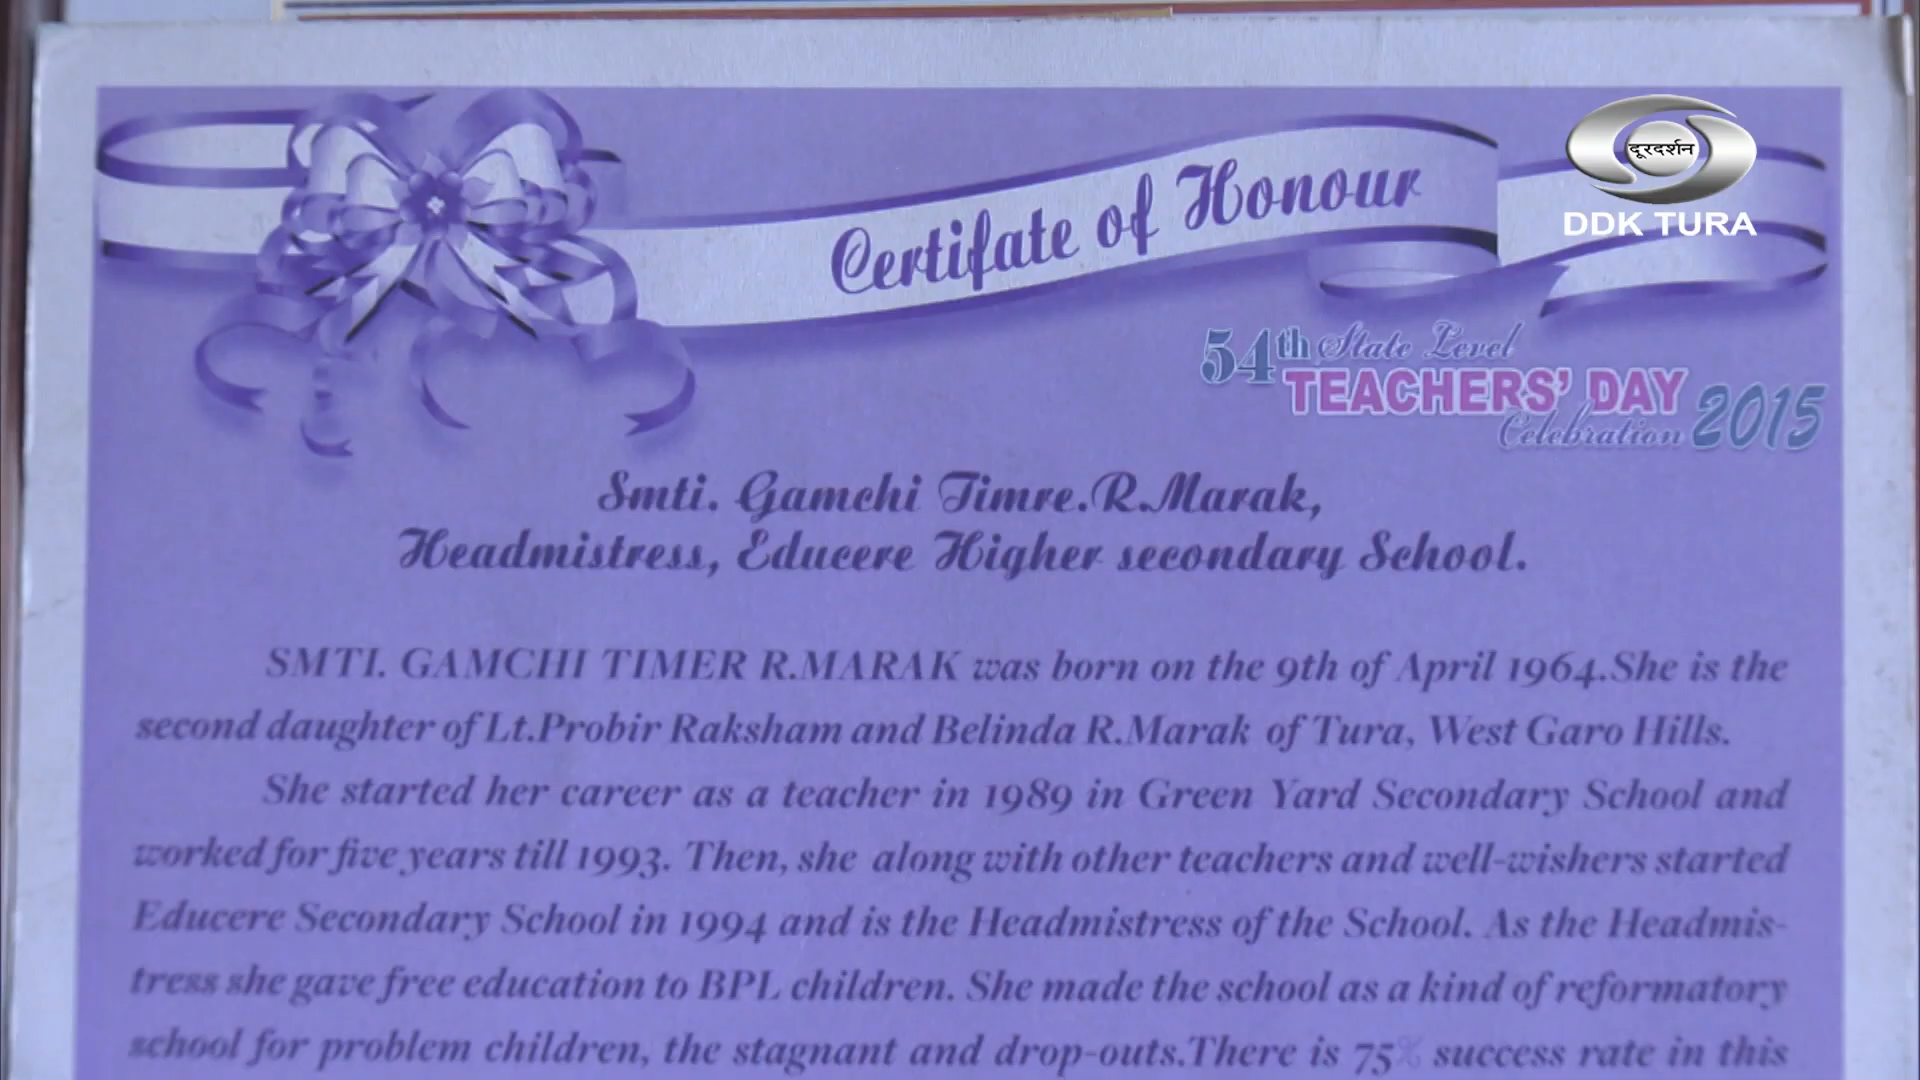 Certifate of Honour
दूरदर्शन
DDK TURA
54th State Level
TEACHERS' DAY
Celebration 2015
Smti. Gamchi Timre.R.Marak,
Headmistress, Educere Higher secondary School.
SMTI. GAMCHI TIMER R.MARAK was born on the 9th of April 1964.She is the
second daughter of Lt.Probir Raksham and Belinda R.Marak of Tura, West Garo Hills.
She started her career as a teacher in 1989 in Green Yard Secondary School and
worked for five years till 1993. Then, she along with other teachers and well-wishers started
Educere Secondary School in 1994 and is the Headmistress of the School. As the Headmis-
tress she gave free education to BPL children. She made the school as a kind of reformatory
school for problem children, the stagnant and drop-outs.There is 75% success rate in this